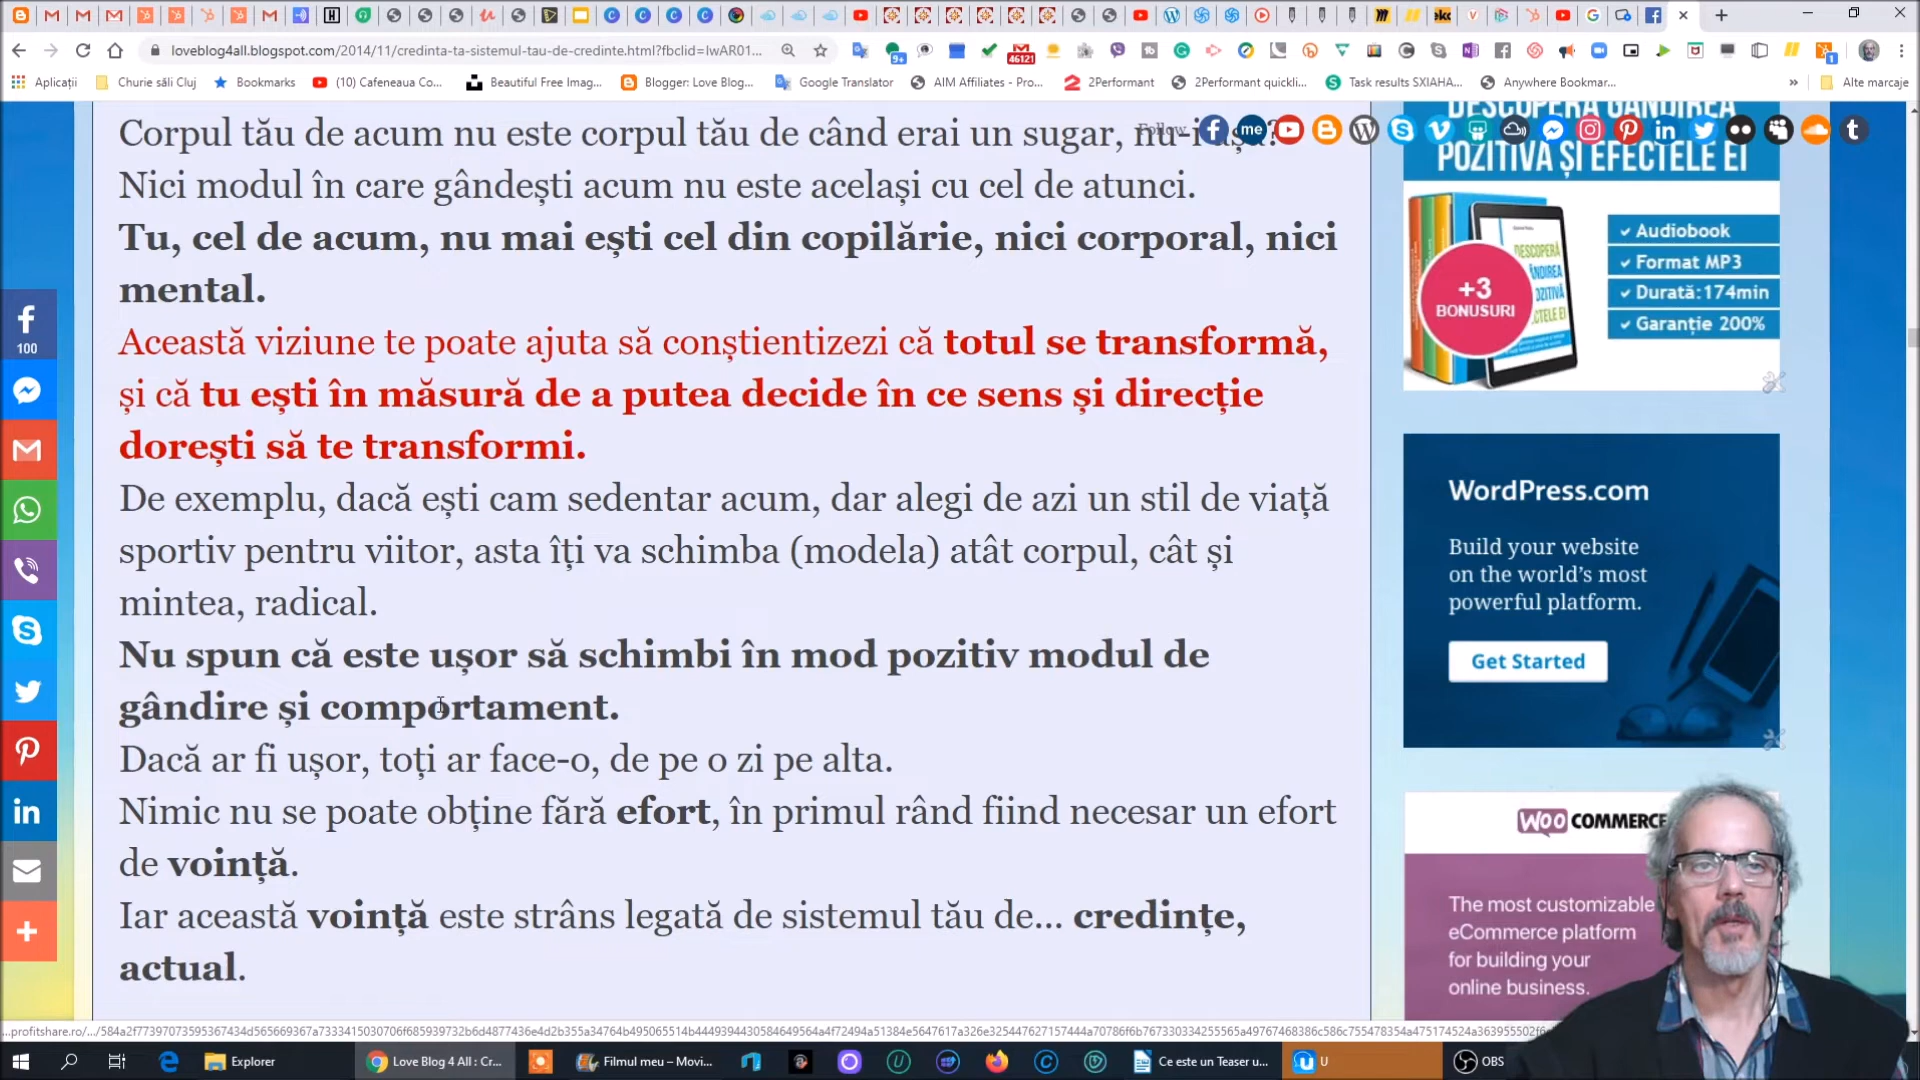 loveblog4all.blogspot.com/2014/11/credinta-ta-sistemul-tau-de-credinte.html?fbclid=IwAR01...
46121
9+
1
Aplicații
Churie săli Cluj
Bookmarks
(10) Cafeneaua Co...
Beautiful Free Imag...
Blogger: Love Blog...
Google Translator
AIM Affiliates - Pro...
2Performant
2Performant quickli...
Task results SXIAHA...
Anywhere Bookmar...
»
Alte marcaje
Follow
Corpul tău de acum nu este corpul tău de când erai un sugar, nu-i așa?
Nici modul în care gândești acum nu este același cu cel de atunci.
Tu, cel de acum, nu mai ești cel din copilărie, nici corporal, nici
mental.
Această viziune te poate ajuta să conștientizezi că totul se transformă,
și că tu ești în măsură de a putea decide în ce sens și direcție
dorești să te transformi.
De exemplu, dacă ești cam sedentar acum, dar alegi de azi un stil de viață
sportiv pentru viitor, asta îți va schimba (modela) atât corpul, cât și
mintea, radical.
Nu spun că este ușor să schimbi în mod pozitiv modul de
gândire și comportament.
Dacă ar fi ușor, toți ar face-o, de pe o zi pe alta.
Nimic nu se poate obține fără efort, în primul rând fiind necesar un efort
de voință.
Iar această voință este strâns legată de sistemul tău de... credințe,
actual.
100
DESCOPERĂ GÂNDIREA
POZITIVĂ ȘI EFECTELE EI
✓ Audiobook
✓ Format MP3
✓ Durată:174min
✓ Garanție 200%
+3
BONUSURI
WordPress.com
Build your website
on the world's most
powerful platform.
Get Started
WOO COMMERCE
The most customizable
eCommerce platform
for building your
online business.
Explorer
Love Blog 4 All : Cr...
Filmul meu – Movi...
Ce este un Teaser u...
U
OBS